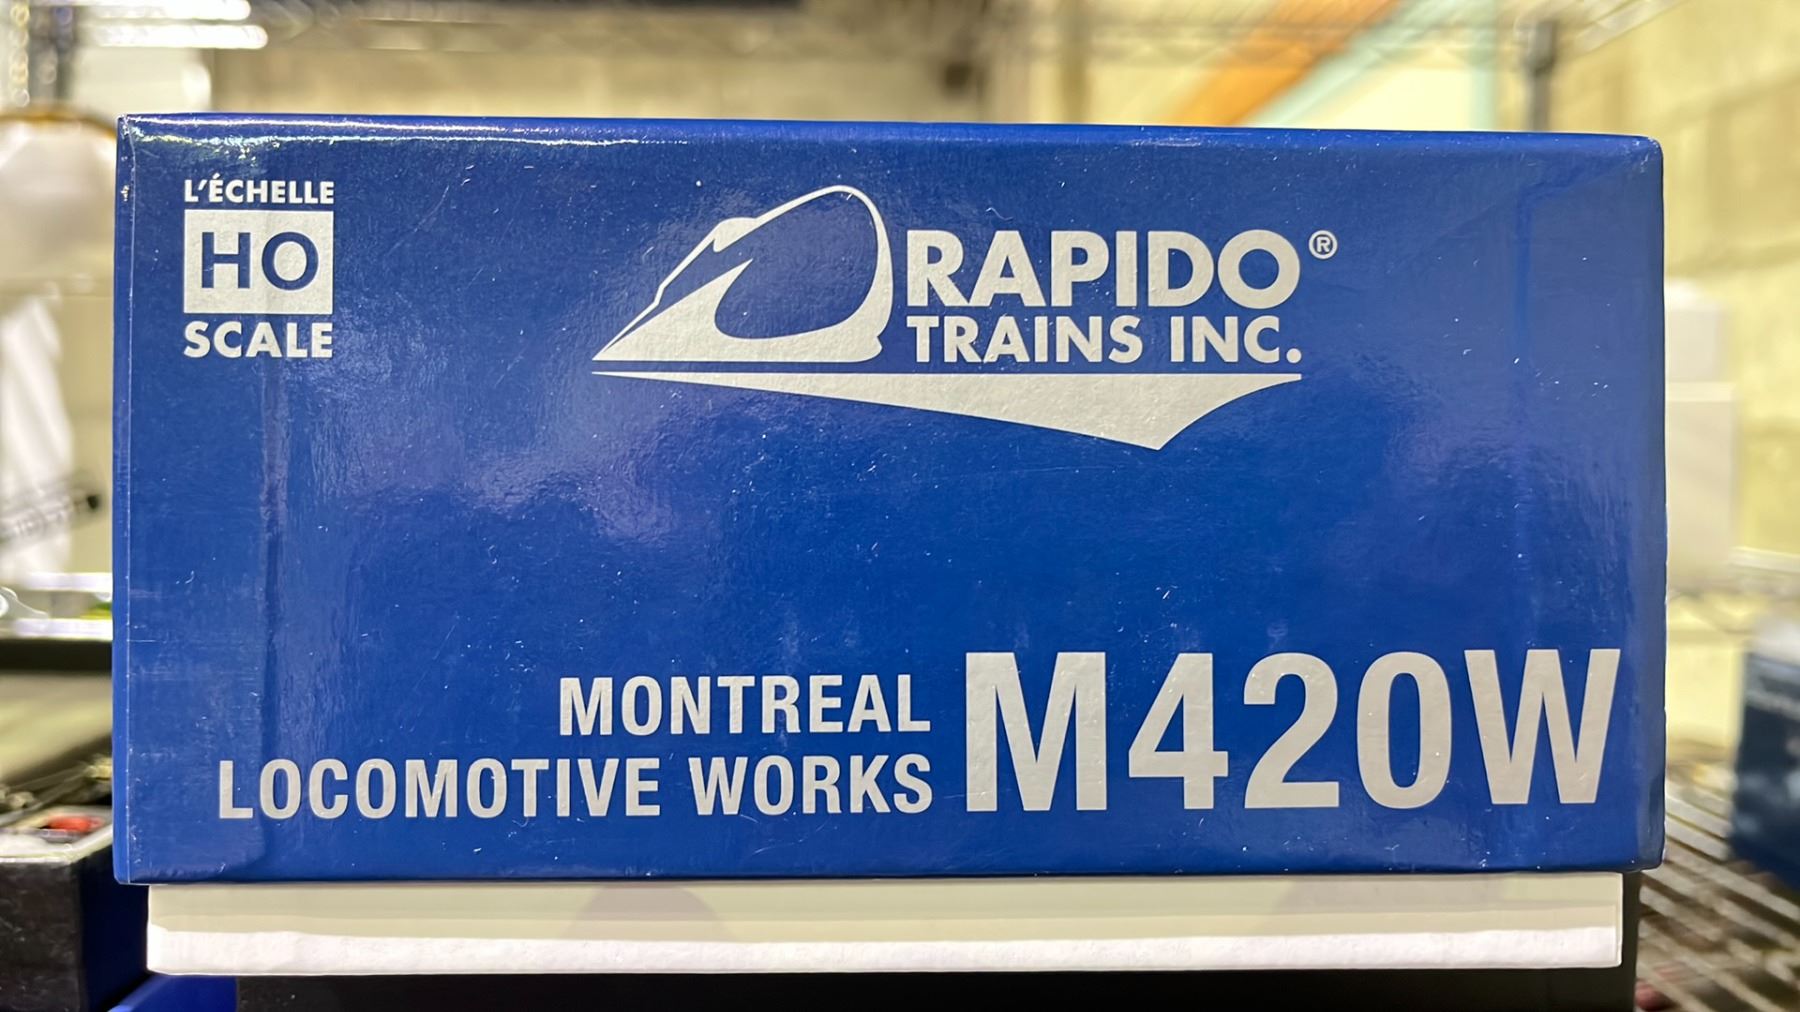 L'ÉCHELLE
HO
SCALE
RAPIDO®
TRAINS INC.
MONTREAL
LOCOMOTIVE WORKS
M420W